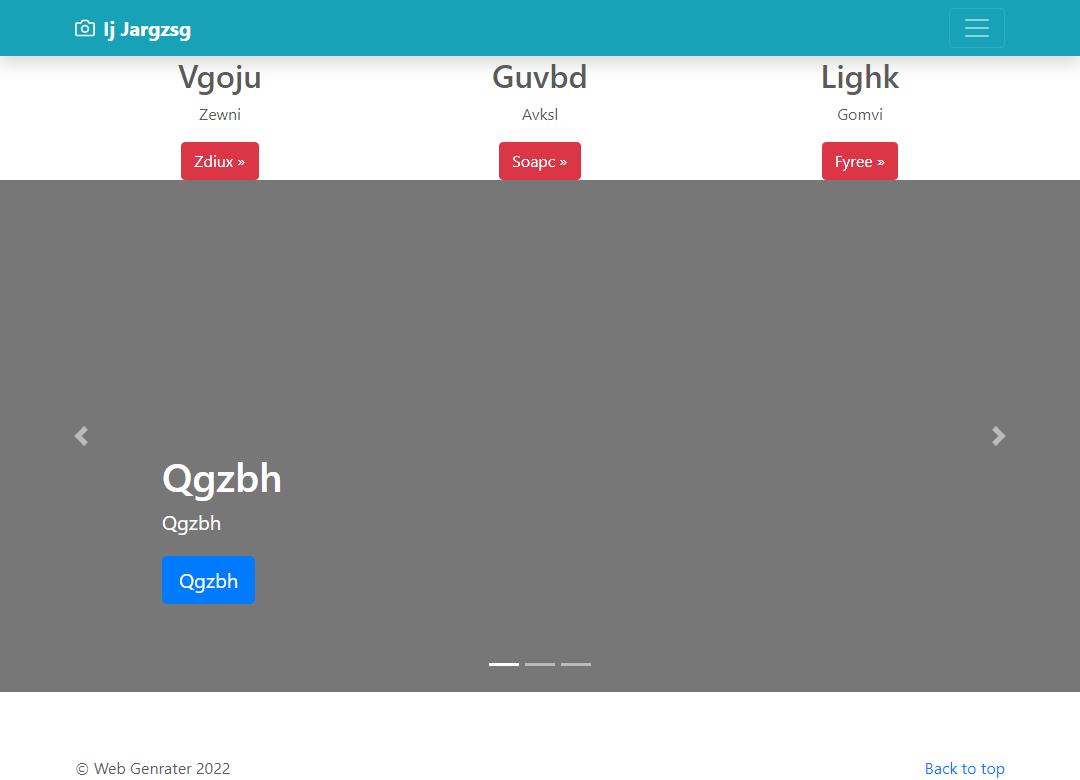 Ij Jargzsg
Vgoju
Zewni
Zdiux »
Guvbd
Avksl
Soapc »
Lighk
Gomvi
Fyree »
Qgzbh
Qgzbh
Qgzbh
© Web Genrater 2022
Back to top